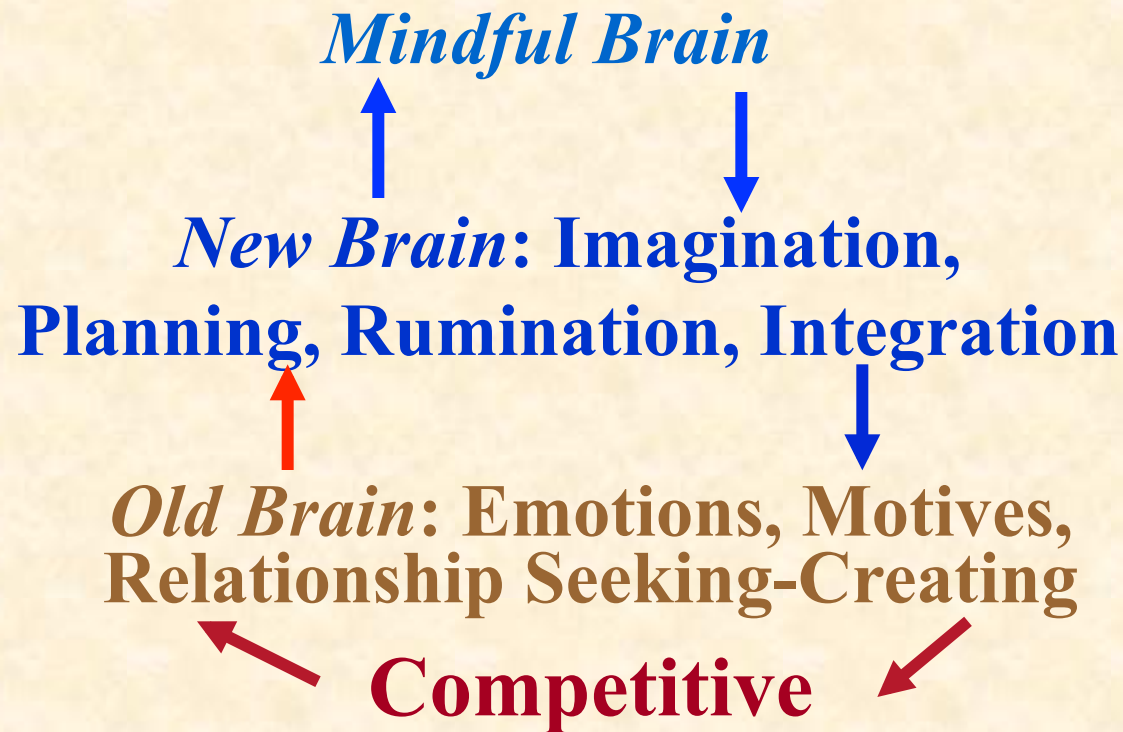 Mindful Brain
New Brain: Imagination,
Planning, Rumination, Integration
Old Brain: Emotions, Motives,
Relationship Seeking-Creating
Competitive